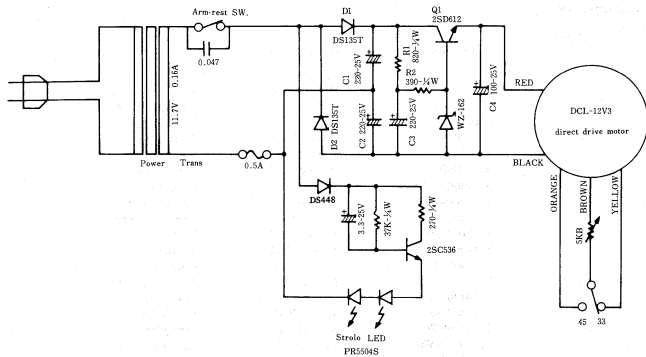 Arm-rest SW.
0.047
D1
DS135T
Q1
2SD612
C1
220-25V
R1
820-¼W
R2
390-¼W
C4
100-25V
RED
11.7V 0.16A
D2 DS135T
C2 220-25V
C3
220-25V
WZ-162
DCL-12V3
direct drive motor
BLACK
Power Trans
0.5A
ORANGE
BROWN
YELLOW
DS448
3.3-25V
37K-¼W
270-¼W
2SC536
5KB
45 33
Strolo LED
PR5504S